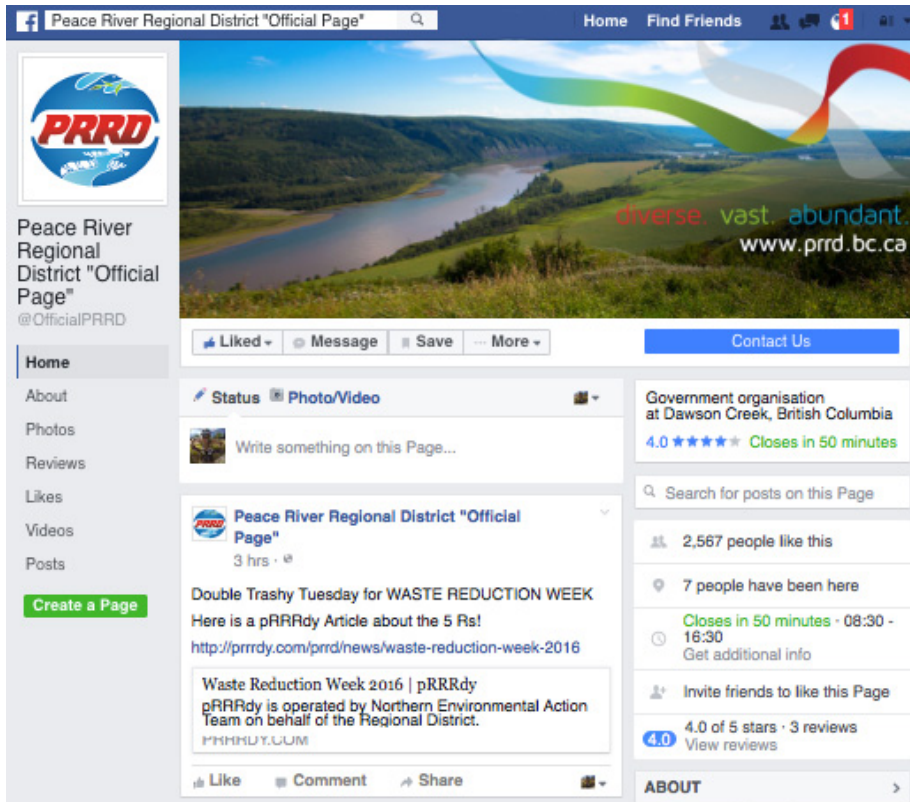 Peace River Regional District "Official Page"
Home Find Friends
1
PRRD
diverse. vast. abundant.
www.prrd.bc.ca
Peace River
Regional
District "Official
Page"
@OfficialPRRD
Home
About
Photos
Reviews
Likes
Videos
Posts
Create a Page
Liked Message Save ··· More
Contact Us
Status Photo/Video
Write something on this Page...
Peace River Regional District "Official
Page"
3 hrs ·
Double Trashy Tuesday for WASTE REDUCTION WEEK
Here is a pRRRdy Article about the 5 Rs!
http://prrrdy.com/prrd/news/waste-reduction-week-2016
Waste Reduction Week 2016 | pRRRdy
pRRRdy is operated by Northern Environmental Action
Team on behalf of the Regional District.
PRRRDY.COM
Like Comment Share
Government organisation
at Dawson Creek, British Columbia
4.0 ★★★★★ Closes in 50 minutes
Search for posts on this Page
2,567 people like this
7 people have been here
Closes in 50 minutes · 08:30 -
16:30
Get additional info
Invite friends to like this Page
4.0 4.0 of 5 stars · 3 reviews
View reviews
ABOUT >